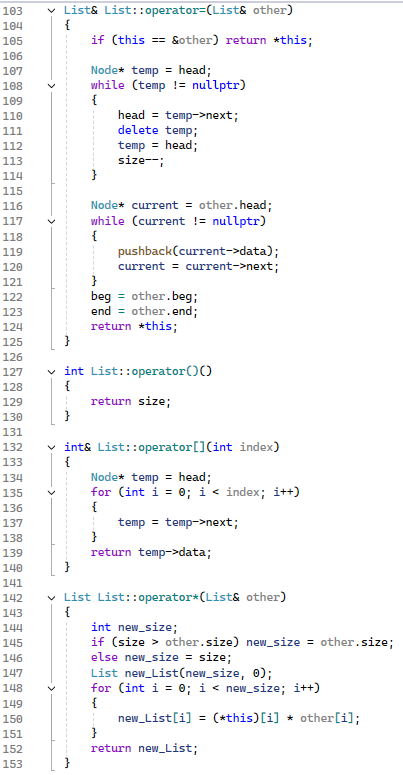 103 List& List::operator=(List& other)
104 {
105     if (this == &other) return *this;
106
107     Node* temp = head;
108     while (temp != nullptr)
109     {
110         head = temp->next;
111         delete temp;
112         temp = head;
113         size--;
114     }
115
116     Node* current = other.head;
117     while (current != nullptr)
118     {
119         pushback(current->data);
120         current = current->next;
121     }
122     beg = other.beg;
123     end = other.end;
124     return *this;
125 }
126
127 int List::operator()()
128 {
129     return size;
130 }
131
132 int& List::operator[](int index)
133 {
134     Node* temp = head;
135     for (int i = 0; i < index; i++)
136     {
137         temp = temp->next;
138     }
139     return temp->data;
140 }
141
142 List List::operator*(List& other)
143 {
144     int new_size;
145     if (size > other.size) new_size = other.size;
146     else new_size = size;
147     List new_List(new_size, 0);
148     for (int i = 0; i < new_size; i++)
149     {
150         new_List[i] = (*this)[i] * other[i];
151     }
152     return new_List;
153 }